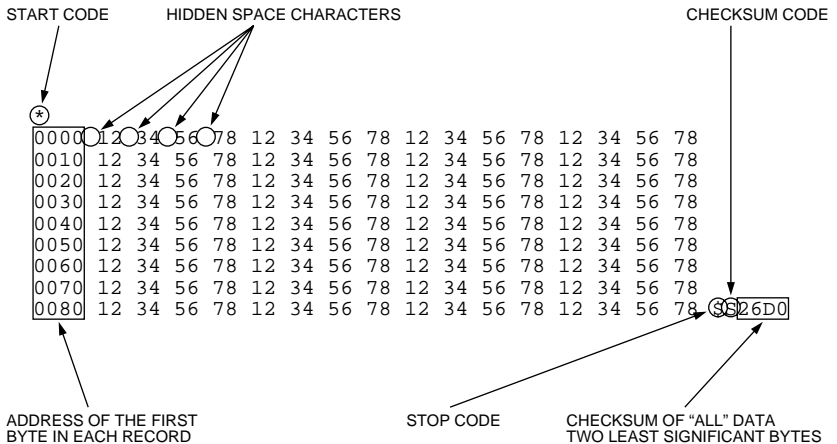 START CODE HIDDEN SPACE CHARACTERS CHECKSUM CODE
*
0000 12 34 56 78 12 34 56 78 12 34 56 78 12 34 56 78
0010 12 34 56 78 12 34 56 78 12 34 56 78 12 34 56 78
0020 12 34 56 78 12 34 56 78 12 34 56 78 12 34 56 78
0030 12 34 56 78 12 34 56 78 12 34 56 78 12 34 56 78
0040 12 34 56 78 12 34 56 78 12 34 56 78 12 34 56 78
0050 12 34 56 78 12 34 56 78 12 34 56 78 12 34 56 78
0060 12 34 56 78 12 34 56 78 12 34 56 78 12 34 56 78
0070 12 34 56 78 12 34 56 78 12 34 56 78 12 34 56 78
0080 12 34 56 78 12 34 56 78 12 34 56 78 12 34 56 78 $S26D0
ADDRESS OF THE FIRST
BYTE IN EACH RECORD
STOP CODE
CHECKSUM OF “ALL” DATA
TWO LEAST SIGNIFICANT BYTES